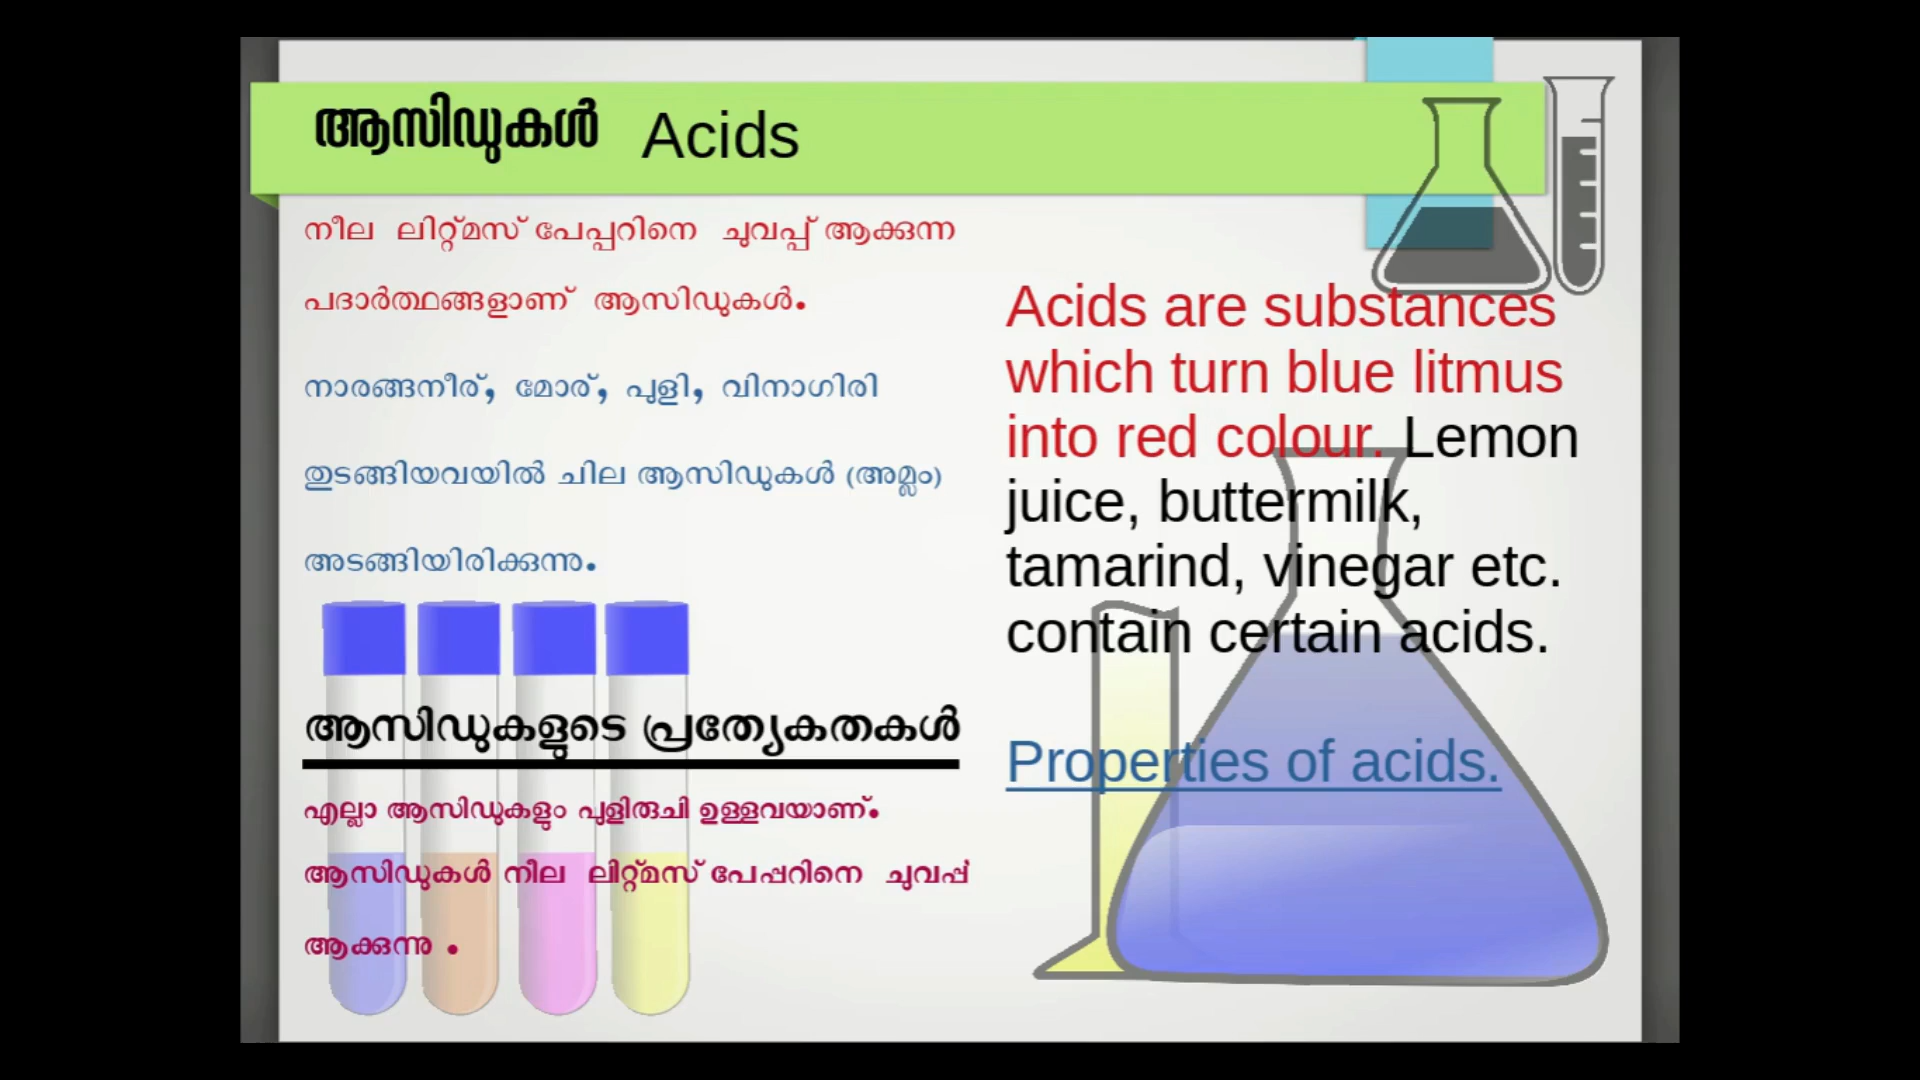 ആസിഡുകൾ Acids
നീല ലിറ്റ്മസ് പേപ്പറിനെ ചുവപ്പ് ആക്കുന്ന
പദാർത്ഥങ്ങളാണ് ആസിഡുകൾ.
നാരങ്ങനീര്, മോര്, പുളി, വിനാഗിരി
തുടങ്ങിയവയിൽ ചില ആസിഡുകൾ (അമ്ലം)
അടങ്ങിയിരിക്കുന്നു.
ആസിഡുകളുടെ പ്രത്യേകതകൾ
എല്ലാ ആസിഡുകളും പുളിരുചി ഉള്ളവയാണ്.
ആസിഡുകൾ നീല ലിറ്റ്മസ് പേപ്പറിനെ ചുവപ്പ്
ആക്കുന്നു .
Acids are substances
which turn blue litmus
into red colour. Lemon
juice, buttermilk,
tamarind, vinegar etc.
contain certain acids.
Properties of acids.